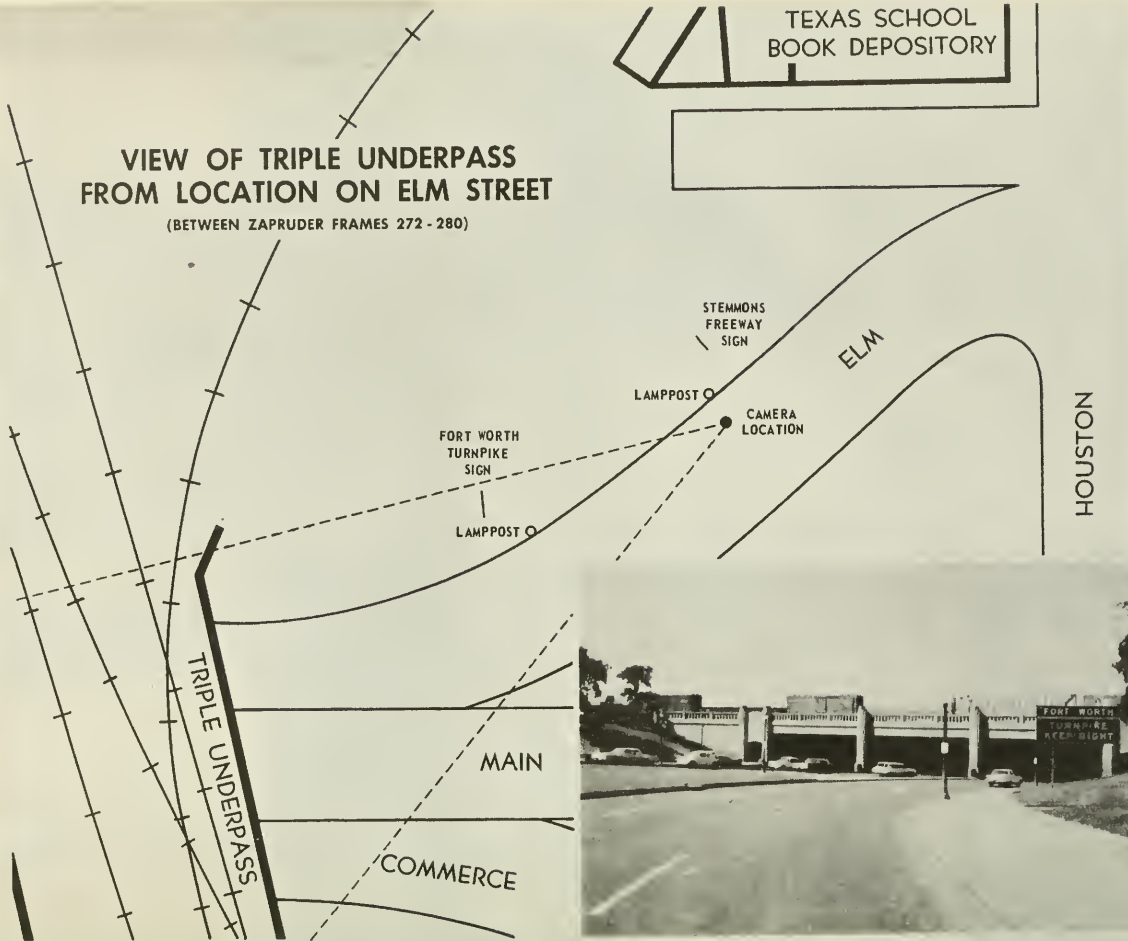 TEXAS SCHOOL
BOOK DEPOSITORY
VIEW OF TRIPLE UNDERPASS
FROM LOCATION ON ELM STREET
(BETWEEN ZAPRUDER FRAMES 272 - 280)
STEMMONS
FREEWAY
SIGN
ELM
LAMPPOST
CAMERA
LOCATION
HOUSTON
FORT WORTH
TURNPIKE
SIGN
LAMPPOST
TRIPLE UNDERPASS
MAIN
COMMERCE
FORT WORTH
TURNPIKE
KEEP RIGHT